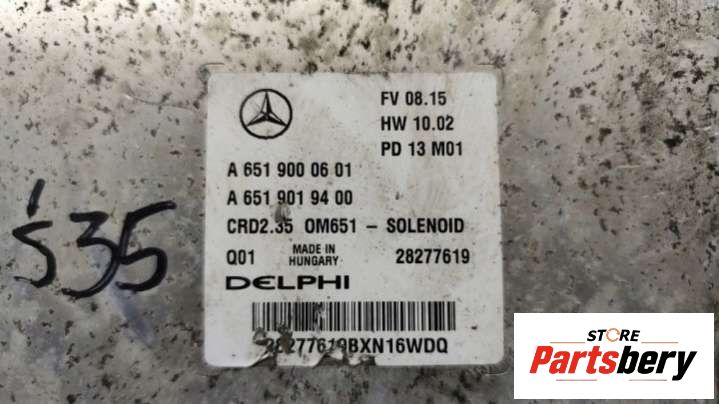 FV 08.15
HW 10.02
PD 13 M01
A 651 900 06 01
A 651 901 94 00
CRD2.35 OM651 - SOLENOID
Q01 MADE IN HUNGARY 28277619
DELPHI
28277619BXN16WDQ
535
STORE
Partsbery